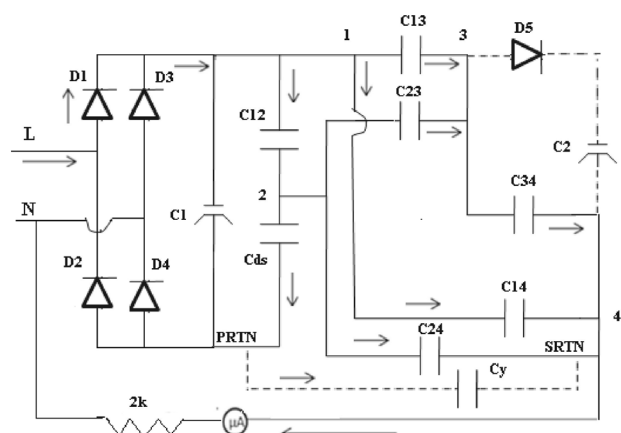 1
C13
3
D5
D1
D3
C23
C12
L
C2
N
C1
2
C34
Cds
D2
D4
C14
4
PRTN
C24
SRTN
Cy
2k
μA